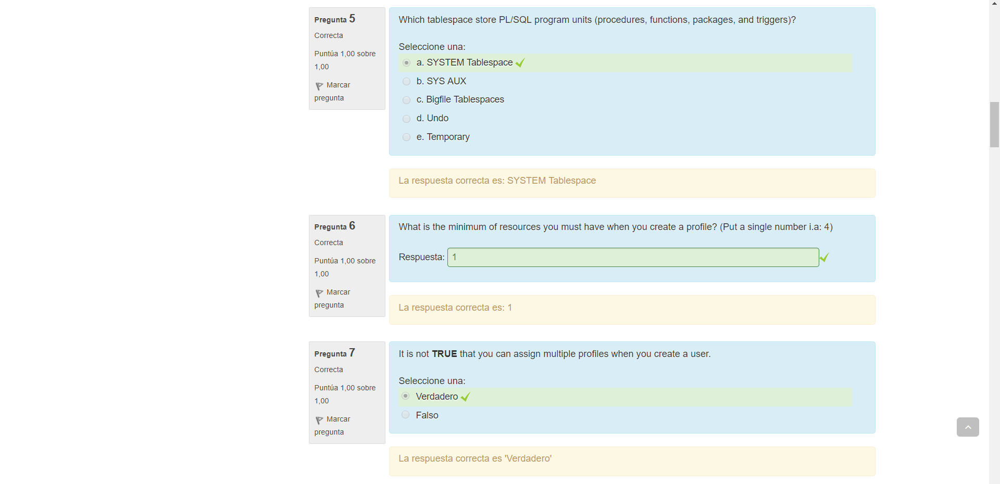 Pregunta 5
Correcta
Puntúa 1,00 sobre
1,00
Marcar
pregunta
Which tablespace store PL/SQL program units (procedures, functions, packages, and triggers)?
Seleccione una:
a. SYSTEM Tablespace
b. SYS AUX
c. Bigfile Tablespaces
d. Undo
e. Temporary
La respuesta correcta es: SYSTEM Tablespace
Pregunta 6
Correcta
Puntúa 1,00 sobre
1,00
Marcar
pregunta
What is the minimum of resources you must have when you create a profile? (Put a single number i.a: 4)
Respuesta: 1
La respuesta correcta es: 1
Pregunta 7
Correcta
Puntúa 1,00 sobre
1,00
Marcar
pregunta
It is not TRUE that you can assign multiple profiles when you create a user.
Seleccione una:
Verdadero
Falso
La respuesta correcta es 'Verdadero'